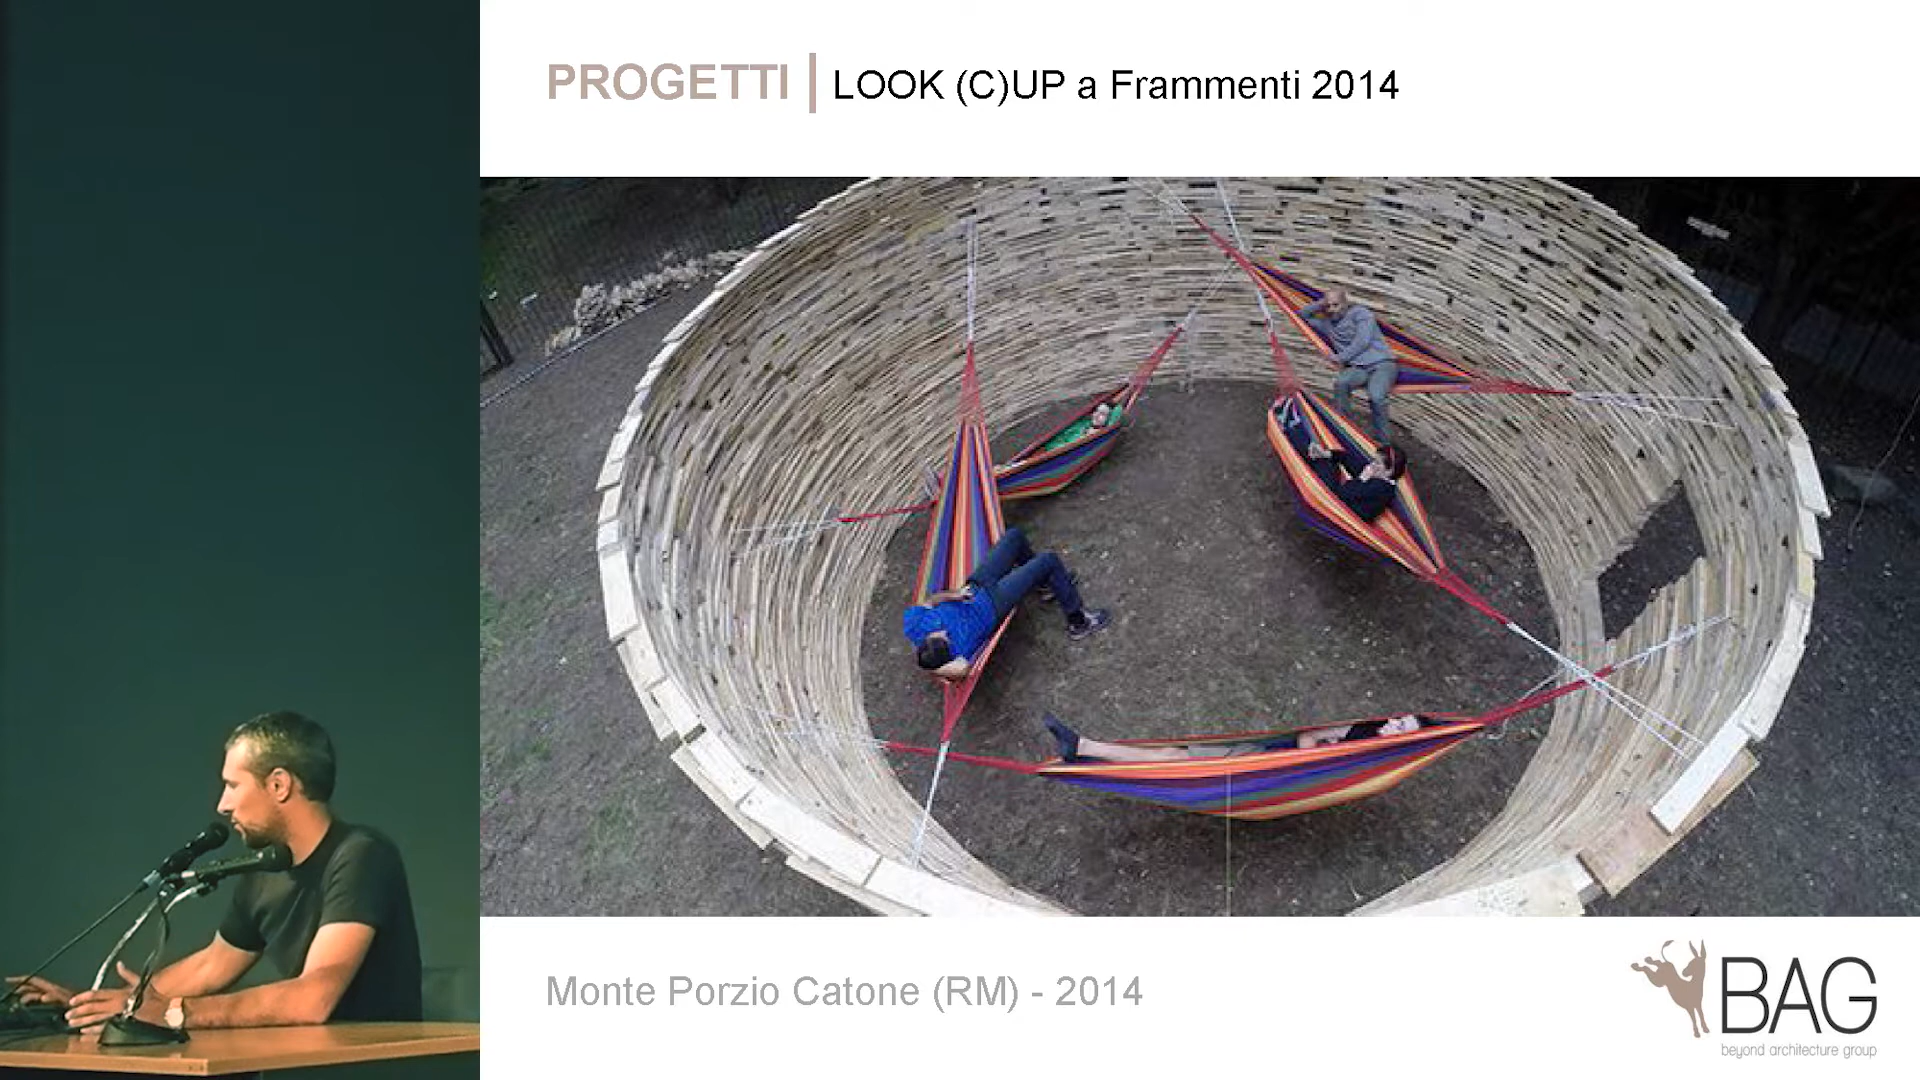 PROGETTI | LOOK (C)UP a Frammenti 2014
Monte Porzio Catone (RM) - 2014
BAG
beyond architecture group